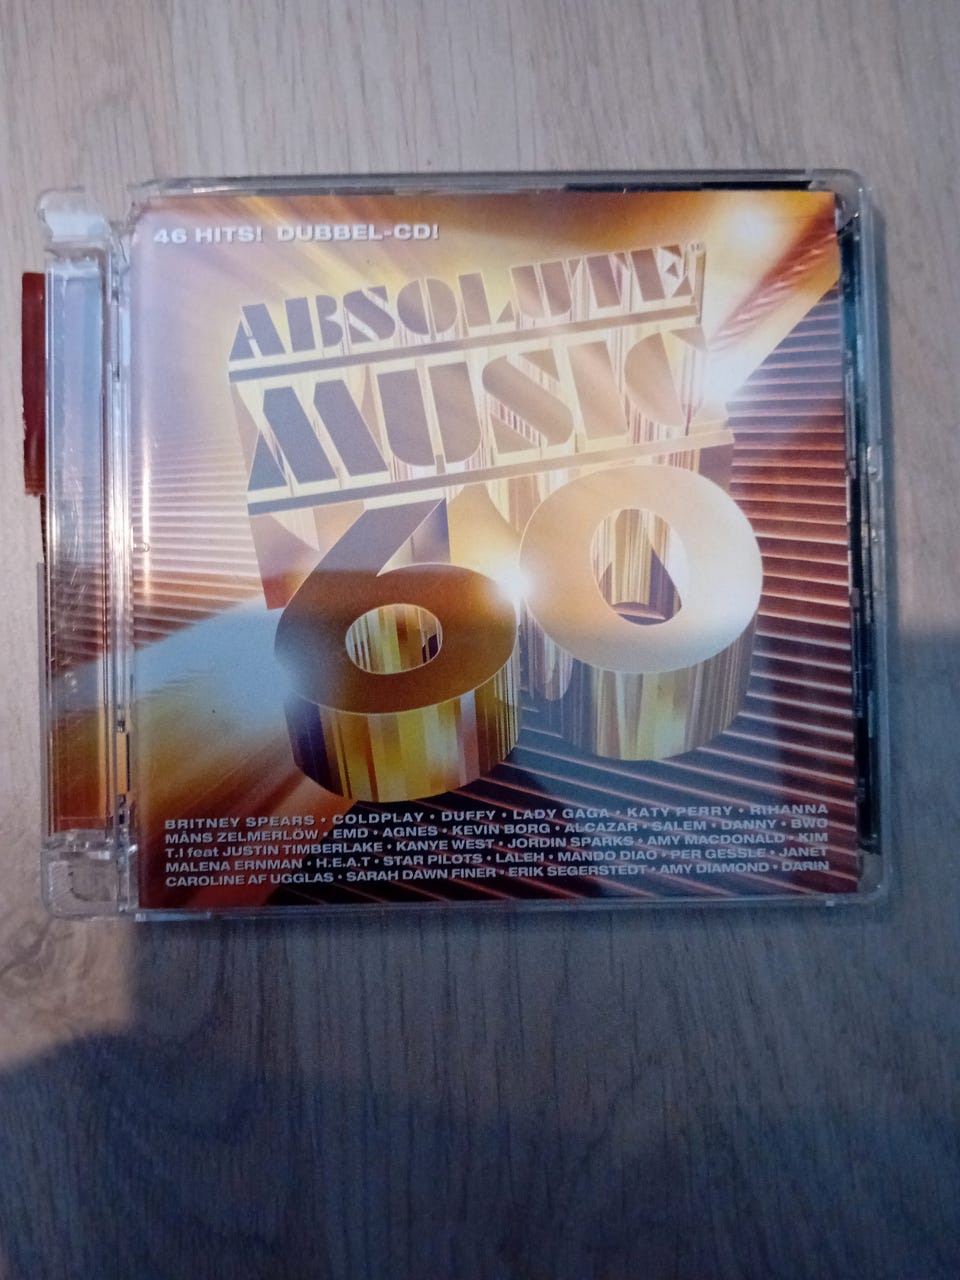 46 HITS! DUBBEL-CD!
ABSOLUTE
MUSIC
60
BRITNEY SPEARS • COLDPLAY • DUFFY • LADY GAGA • KATY PERRY • RIHANNA
MÅNS ZELMERLÖW • EMD • AGNES • KEVIN BORG • ALCAZAR • SALEM • DANNY • BWO
T.I feat JUSTIN TIMBERLAKE • KANYE WEST • JORDIN SPARKS • AMY MACDONALD • KIM
MALENA ERNMAN • H.E.A.T • STAR PILOTS • LALEH • MANDO DIAO • PER GESSLE • JANET
CAROLINE AF UGGLAS • SARAH DAWN FINER • ERIK SEGERSTEDT • AMY DIAMOND • DARIN